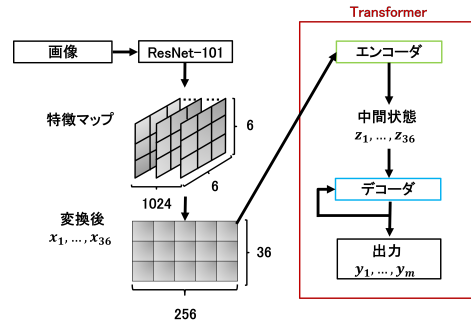 Transformer
画像
ResNet-101
エンコーダ
特徴マップ
6
6
1024
中間状態
z₁, ..., z₃₆
変換後
x₁, ..., x₃₆
36
256
デコーダ
出力
y₁, ..., yₘ